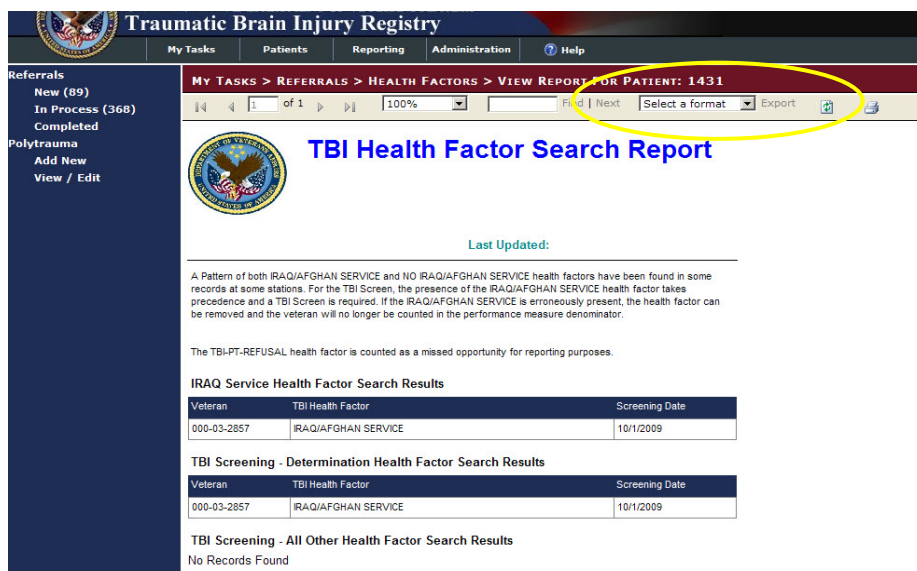 Traumatic Brain Injury Registry
My Tasks Patients Reporting Administration ? Help
Referrals
New (89)
In Process (368)
Completed
Polytrauma
Add New
View / Edit
MY TASKS > REFERRALS > HEALTH FACTORS > VIEW REPORT FOR PATIENT: 1431
1 of 1 100% Find | Next Select a format Export
TBI Health Factor Search Report
DEPARTMENT OF VETERANS AFFAIRS
UNITED STATES OF AMERICA
Last Updated:
A Pattern of both IRAQ/AFGHAN SERVICE and NO IRAQ/AFGHAN SERVICE health factors have been found in some
records at some stations. For the TBI Screen, the presence of the IRAQ/AFGHAN SERVICE health factor takes
precedence and a TBI Screen is required. If the IRAQ/AFGHAN SERVICE is erroneously present, the health factor can
be removed and the veteran will no longer be counted in the performance measure denominator.
The TBI-PT-REFUSAL health factor is counted as a missed opportunity for reporting purposes.
IRAQ Service Health Factor Search Results
Veteran TBI Health Factor Screening Date
000-03-2857 IRAQ/AFGHAN SERVICE 10/1/2009
TBI Screening - Determination Health Factor Search Results
Veteran TBI Health Factor Screening Date
000-03-2857 IRAQ/AFGHAN SERVICE 10/1/2009
TBI Screening - All Other Health Factor Search Results
No Records Found